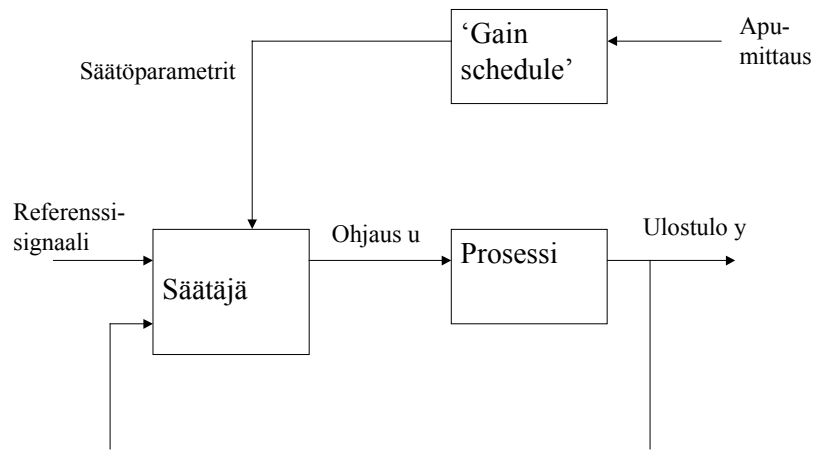 ‘Gain
schedule’
Apu-
mittaus
Säätöparametrit
Referenssi-
signaali
Säätäjä
Ohjaus u
Prosessi
Ulostulo y